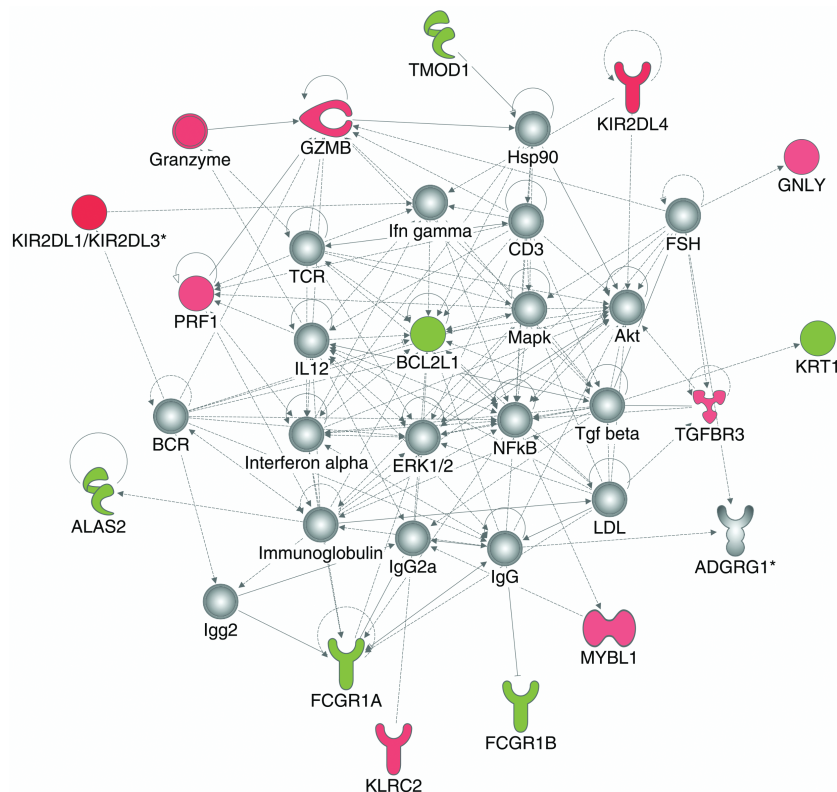 TMOD1
KIR2DL4
Granzyme
GZMB
Hsp90
GNLY
KIR2DL1/KIR2DL3*
Ifn gamma
CD3
FSH
TCR
PRF1
Mapk
Akt
IL12
BCL2L1
KRT1
BCR
Interferon alpha
ERK1/2
NFkB
Tgf beta
TGFBR3
ALAS2
Immunoglobulin
IgG2a
IgG
LDL
ADGRG1*
Igg2
MYBL1
FCGR1A
FCGR1B
KLRC2